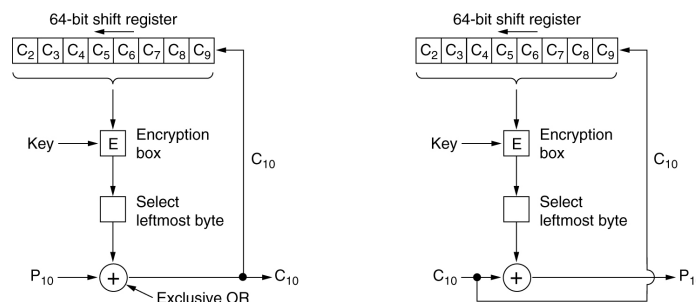 64-bit shift register
C2 C3 C4 C5 C6 C7 C8 C9
Key
E
Encryption
box
C10
Select
leftmost byte
P10
+
C10
Exclusive OR
64-bit shift register
C2 C3 C4 C5 C6 C7 C8 C9
Key
E
Encryption
box
C10
Select
leftmost byte
C10
+
P1